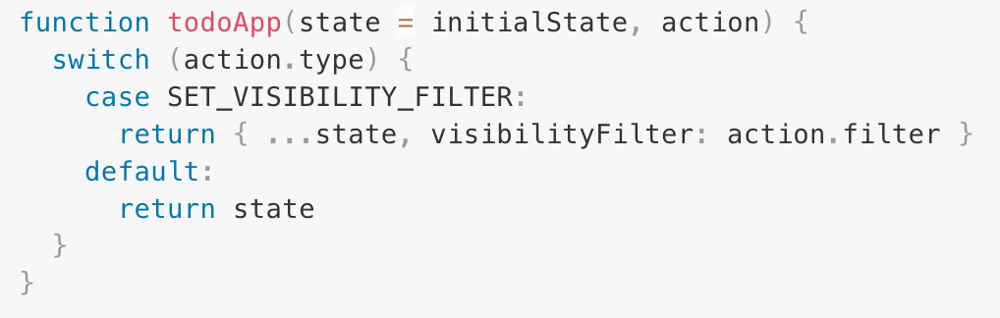 function todoApp(state = initialState, action) {
  switch (action.type) {
    case SET_VISIBILITY_FILTER:
      return { ...state, visibilityFilter: action.filter }
    default:
      return state
  }
}